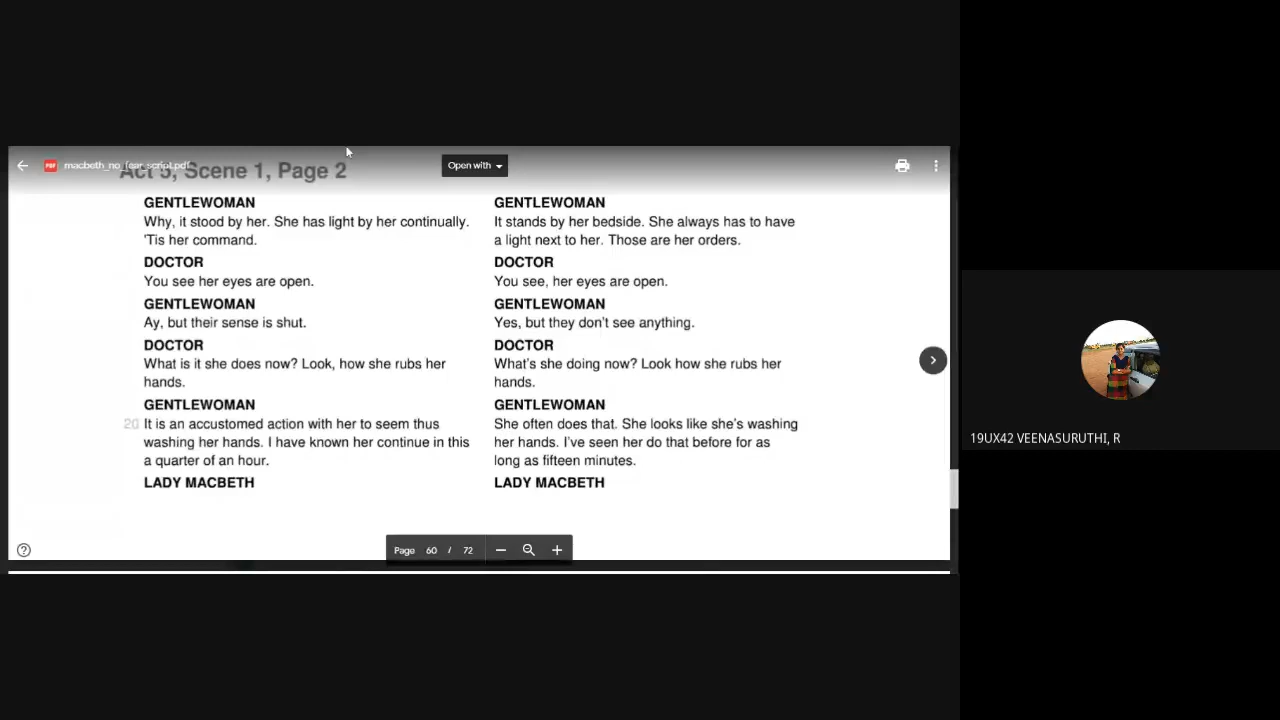 macbeth_no_fear_script.pdf
Open with
Act 5, Scene 1, Page 2
GENTLEWOMAN
Why, it stood by her. She has light by her continually.
'Tis her command.
DOCTOR
You see her eyes are open.
GENTLEWOMAN
Ay, but their sense is shut.
DOCTOR
What is it she does now? Look, how she rubs her
hands.
GENTLEWOMAN
20 It is an accustomed action with her to seem thus
washing her hands. I have known her continue in this
a quarter of an hour.
LADY MACBETH
GENTLEWOMAN
It stands by her bedside. She always has to have
a light next to her. Those are her orders.
DOCTOR
You see, her eyes are open.
GENTLEWOMAN
Yes, but they don't see anything.
DOCTOR
What's she doing now? Look how she rubs her
hands.
GENTLEWOMAN
She often does that. She looks like she's washing
her hands. I've seen her do that before for as
long as fifteen minutes.
LADY MACBETH
Page 60 / 72
19UX42 VEENASURUTHI, R